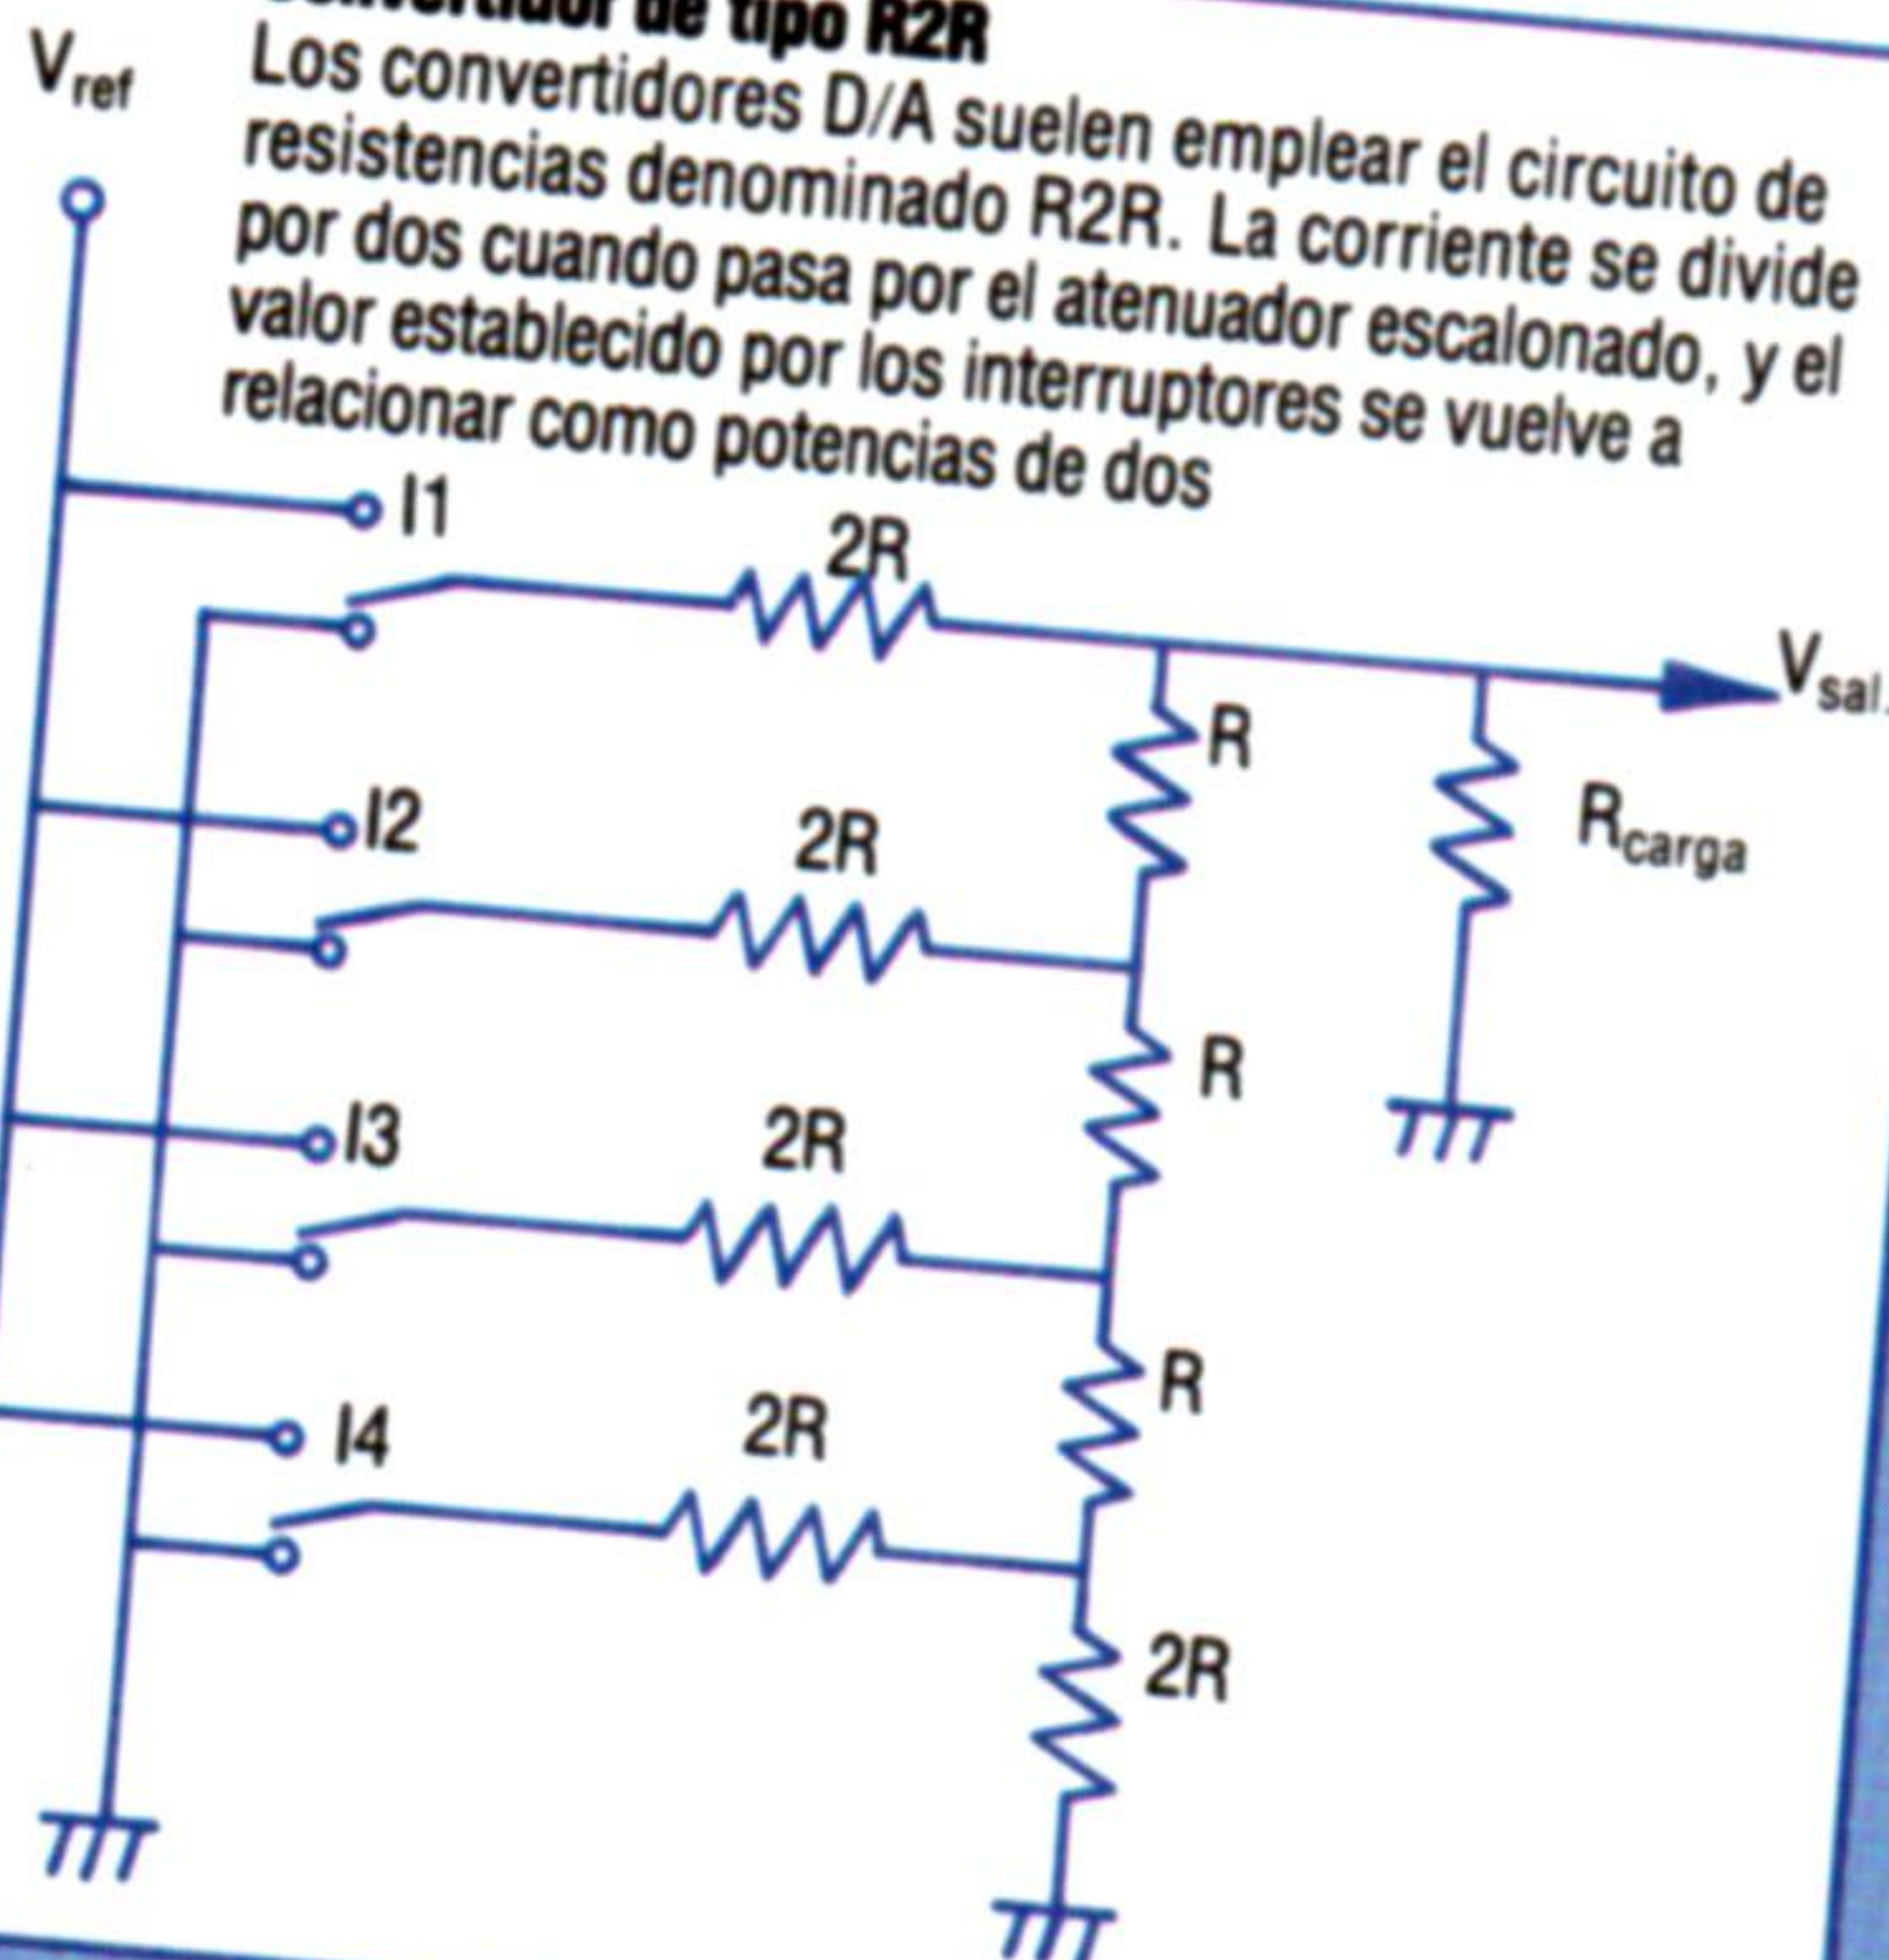 Convertidor de tipo R2R
Vref
Los convertidores D/A suelen emplear el circuito de
resistencias denominado R2R. La corriente se divide
por dos cuando pasa por el atenuador escalonado, y el
valor establecido por los interruptores se vuelve a
relacionar como potencias de dos
I1
2R
Vsal.
R
Rcarga
I2
2R
R
I3
2R
R
I4
2R
2R